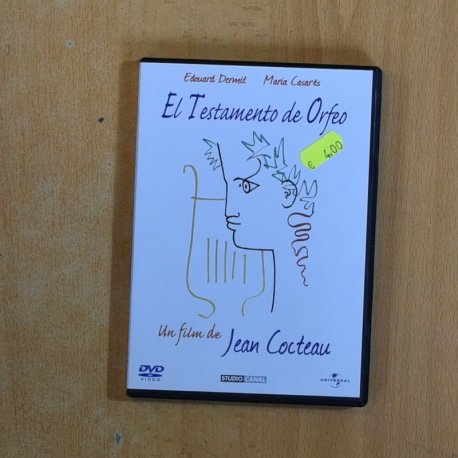 Edouard Dermit María Casarès
El Testamento de Orfeo
€ 4,00
Un film de Jean Cocteau
DVD
VIDEO
STUDIO CANAL
UNIVERSAL